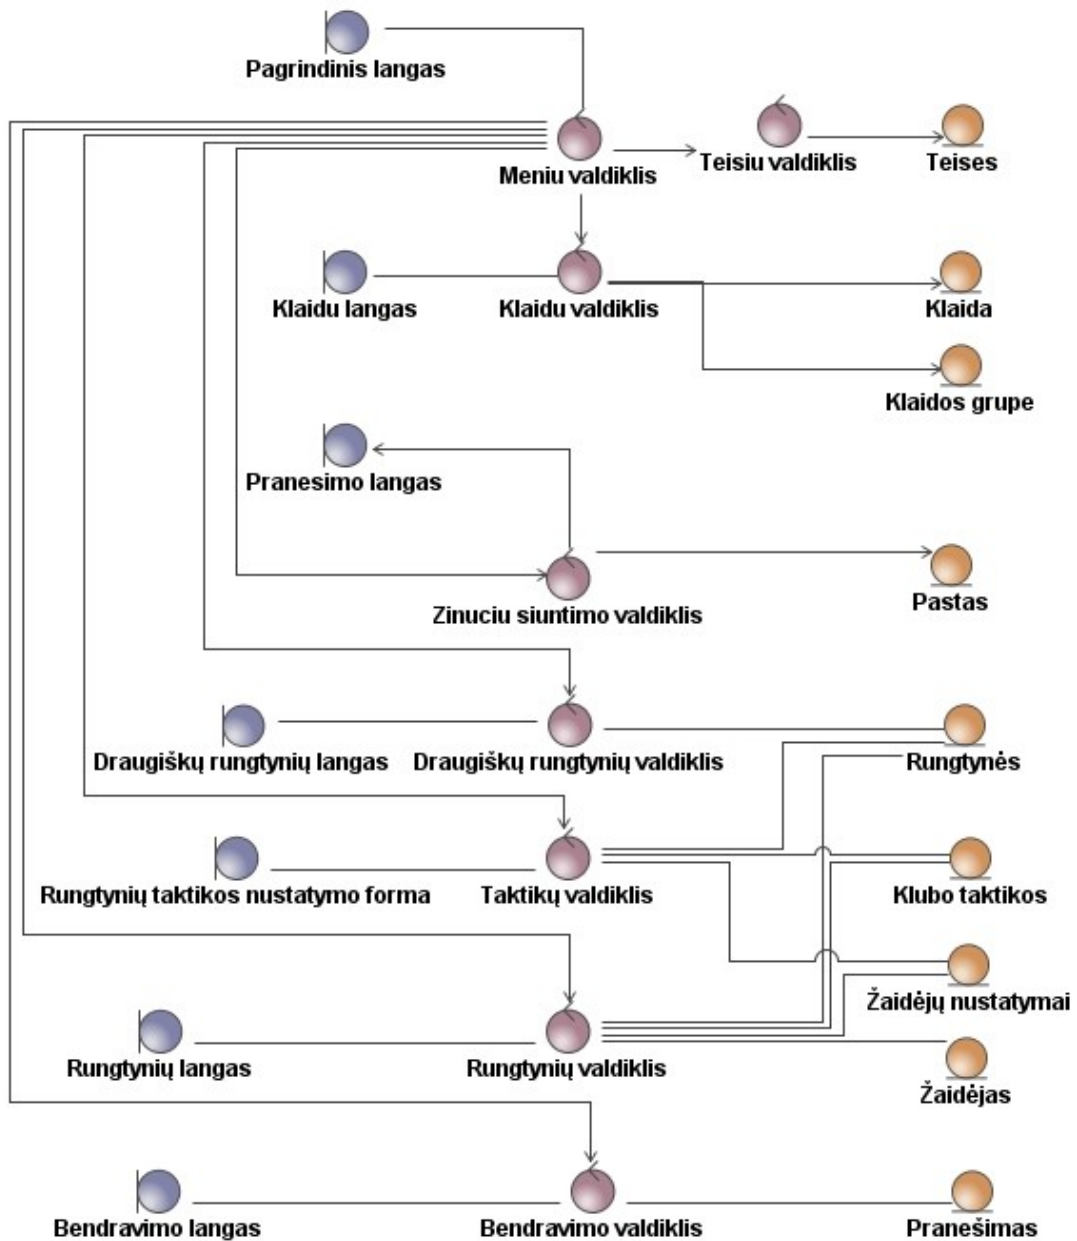 Pagrindinis langas
Meniu valdiklis
Teisiu valdiklis
Teises
Klaidu langas
Klaidu valdiklis
Klaida
Klaidos grupe
Pranesimo langas
Zinuciu siuntimo valdiklis
Pastas
Draugiškų rungtynių langas
Draugiškų rungtynių valdiklis
Rungtynės
Rungtynių taktikos nustatymo forma
Taktikų valdiklis
Klubo taktikos
Žaidėjų nustatymai
Rungtynių langas
Rungtynių valdiklis
Žaidėjas
Bendravimo langas
Bendravimo valdiklis
Pranešimas